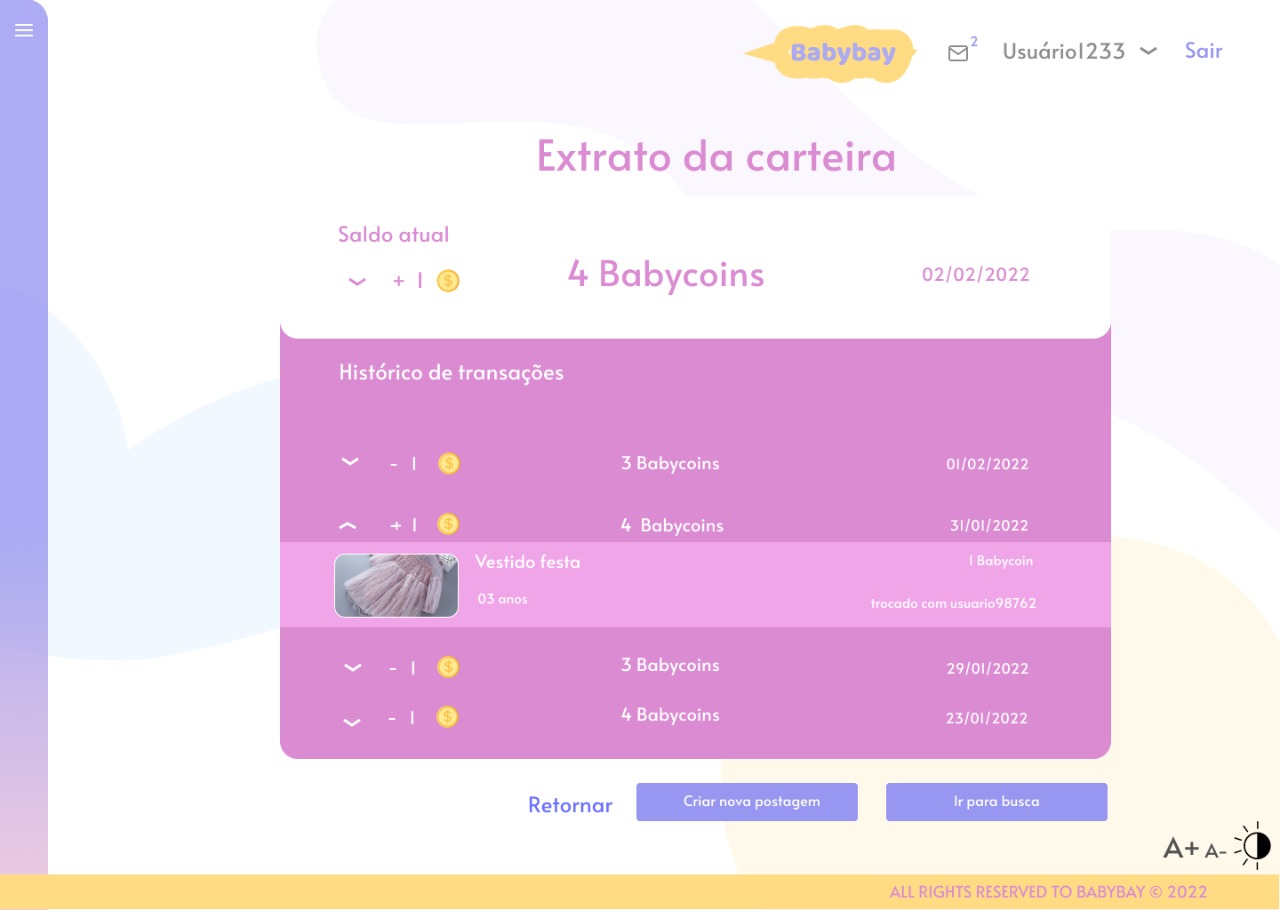 Babybay
2
Usuário1233
Sair
Extrato da carteira
Saldo atual
+ 1 $ 4 Babycoins 02/02/2022
Histórico de transações
- 1 $ 3 Babycoins 01/02/2022
+ 1 $ 4 Babycoins 31/01/2022
Vestido festa 1 Babycoin
03 anos trocado com usuario98762
- 1 $ 3 Babycoins 29/01/2022
- 1 $ 4 Babycoins 23/01/2022
Retornar Criar nova postagem Ir para busca
A+ A-
ALL RIGHTS RESERVED TO BABYBAY © 2022